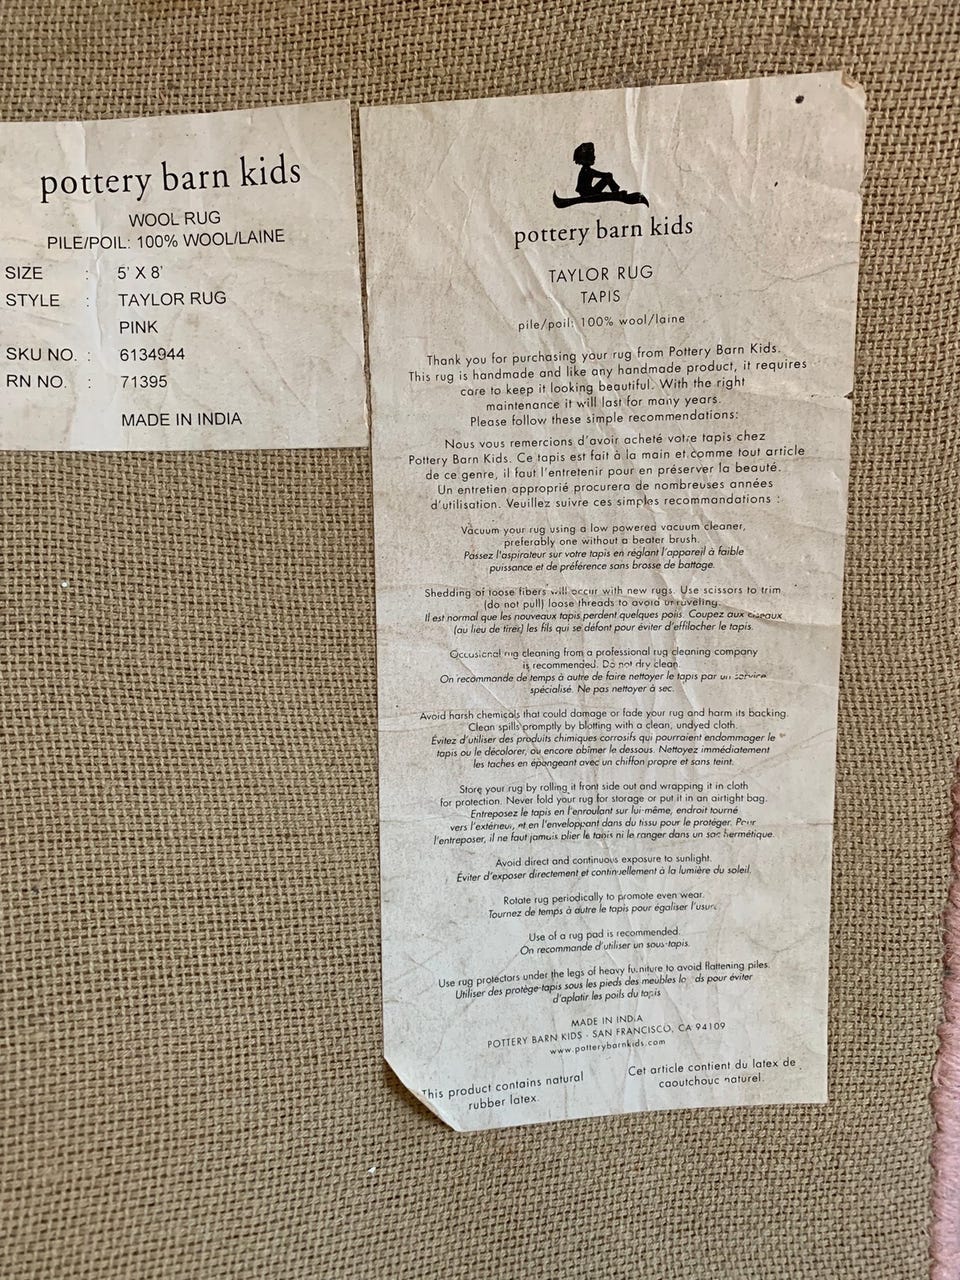 pottery barn kids
WOOL RUG
PILE/POIL: 100% WOOL/LAINE
SIZE : 5' X 8'
STYLE : TAYLOR RUG
PINK
SKU NO. : 6134944
RN NO. : 71395
MADE IN INDIA
pottery barn kids
TAYLOR RUG
TAPIS
pile/poil: 100% wool/laine
Thank you for purchasing your rug from Pottery Barn Kids.
This rug is handmade and like any handmade product, it requires
care to keep it looking beautiful. With the right
maintenance it will last for many years.
Please follow these simple recommendations:
Nous vous remercions d'avoir acheté votre tapis chez
Pottery Barn Kids. Ce tapis est fait à la main et comme tout article
de ce genre, il faut l'entretenir pour en préserver la beauté.
Un entretien approprié procurera de nombreuses années
d'utilisation. Veuillez suivre ces simples recommandations :
Vacuum your rug using a low powered vacuum cleaner,
preferably one without a beater brush.
Passez l'aspirateur sur votre tapis en réglant l'appareil à faible
puissance et de préférence sans brosse de battage.
Shedding of loose fibers will occur with new rugs. Use scissors to trim
(do not pull) loose threads to avoid unraveling.
Il est normal que les nouveaux tapis perdent quelques poils. Coupez aux ciseaux
(au lieu de tirer) les fils qui se défont pour éviter d'effilocher le tapis.
Occasional rug cleaning from a professional rug cleaning company
is recommended. Do not dry clean.
On recommande de temps à autre de faire nettoyer le tapis par un service
spécialisé. Ne pas nettoyer à sec.
Avoid harsh chemicals that could damage or fade your rug and harm its backing.
Clean spills promptly by blotting with a clean, undyed cloth.
Évitez d'utiliser des produits chimiques corrosifs qui pourraient endommager le
tapis ou le décolorer, ou encore abîmer le dessous. Nettoyez immédiatement
les taches en épongeant avec un chiffon propre et sans teint.
Store your rug by rolling it front side out and wrapping it in cloth
for protection. Never fold your rug for storage or put it in an airtight bag.
Entreposez le tapis en l'enroulant sur lui-même, endroit tourné
vers l'extérieur, et en l'enveloppant dans du tissu pour le protéger. Pour
l'entreposer, il ne faut jamais plier le tapis ni le ranger dans un sac hermétique.
Avoid direct and continuous exposure to sunlight.
Éviter d'exposer directement et continuellement à la lumière du soleil.
Rotate rug periodically to promote even wear.
Tournez de temps à autre le tapis pour égaliser l'usure.
Use of a rug pad is recommended.
On recommande d'utiliser un sous-tapis.
Use rug protectors under the legs of heavy furniture to avoid flattening piles.
Utiliser des protège-tapis sous les pieds des meubles lourds pour éviter
d'aplatir les poils du tapis
MADE IN INDIA
POTTERY BARN KIDS · SAN FRANCISCO, CA 94109
www.potterybarnkids.com
This product contains natural
rubber latex.
Cet article contient du latex de
caoutchouc naturel.